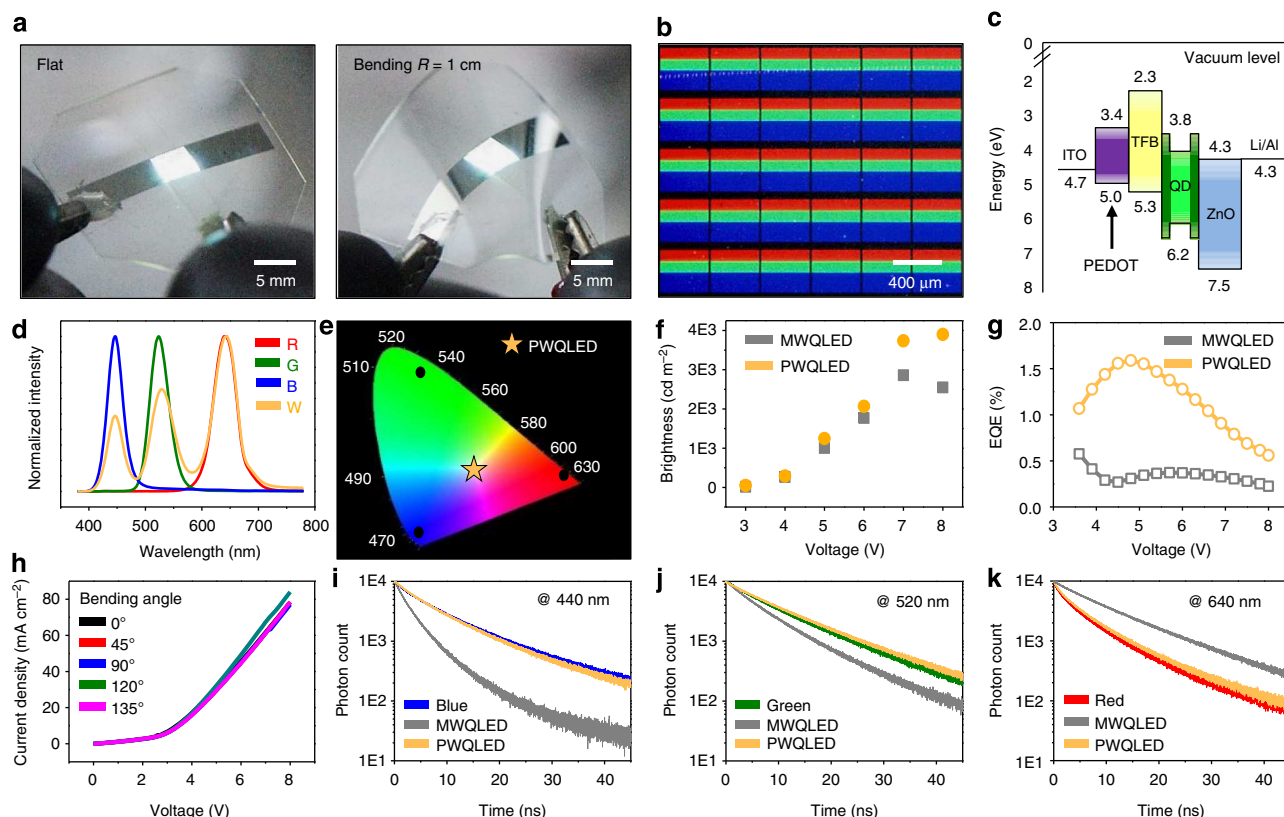 a
Flat
5 mm
Bending R = 1 cm
5 mm
b
400 μm
c
Energy (eV)
0
2
3
4
5
6
7
8
Vacuum level
ITO
4.7
3.4
5.0
PEDOT
2.3
TFB
5.3
3.8
QD
6.2
4.3
ZnO
7.5
Li/Al
4.3
d
Normalized intensity
R
G
B
W
400 500 600 700 800
Wavelength (nm)
e
PWQLED
520
510
540
560
580
600
630
490
470
f
Brightness (cd m−2)
4E3
3E3
2E3
1E3
0
MWQLED
PWQLED
3 4 5 6 7 8
Voltage (V)
g
EQE (%)
2.0
1.5
1.0
0.5
0.0
MWQLED
PWQLED
3 4 5 6 7 8
Voltage (V)
h
Current density (mA cm−2)
80
60
40
20
0
Bending angle
0°
45°
90°
120°
135°
0 2 4 6 8
Voltage (V)
i
Photon count
1E4
1E3
1E2
1E1
@ 440 nm
Blue
MWQLED
PWQLED
0 10 20 30 40
Time (ns)
j
Photon count
1E4
1E3
1E2
1E1
@ 520 nm
Green
MWQLED
PWQLED
0 10 20 30 40
Time (ns)
k
Photon count
1E4
1E3
1E2
1E1
@ 640 nm
Red
MWQLED
PWQLED
0 10 20 30 40
Time (ns)